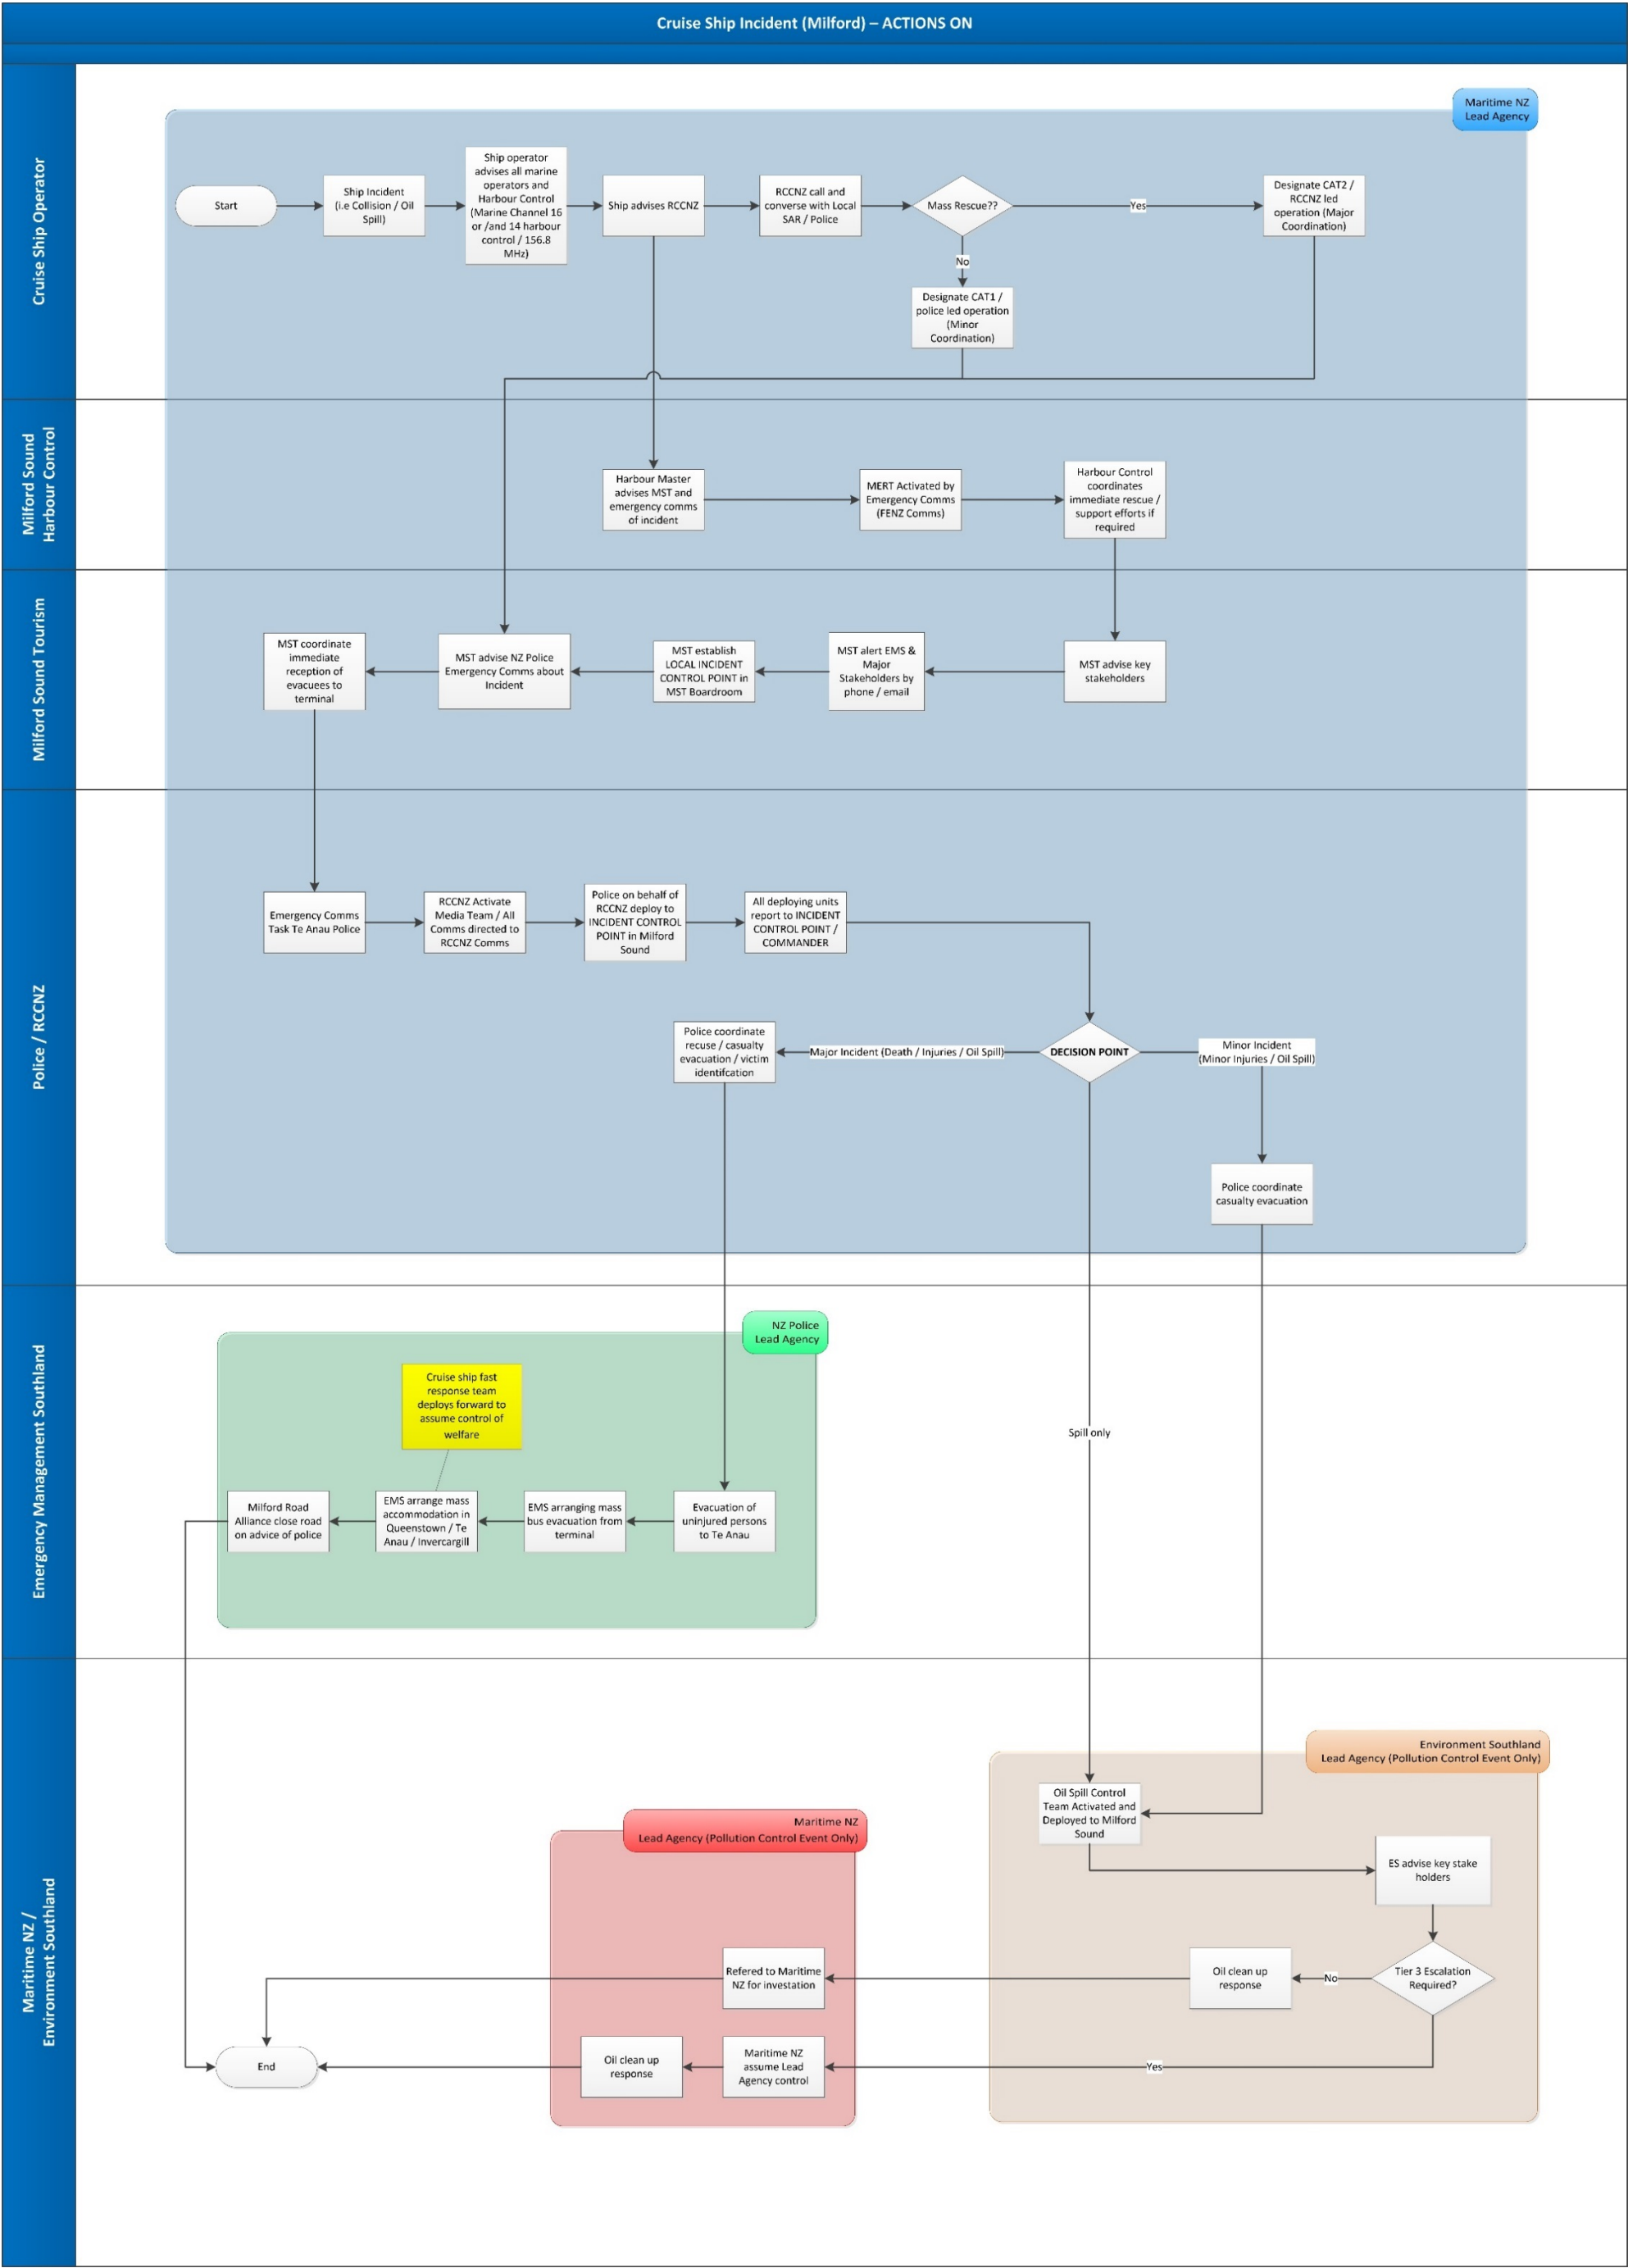 Cruise Ship Incident (Milford) – ACTIONS ON
Maritime NZ
Lead Agency
Cruise Ship Operator
Start
Ship Incident
(i.e Collision / Oil
Spill)
Ship operator
advises all marine
operators and
Harbour Control
(Marine Channel 16
or /and 14 harbour
control / 156.8
MHz)
Ship advises RCCNZ
RCCNZ call and
converse with Local
SAR / Police
Mass Rescue??
Yes
Designate CAT2 /
RCCNZ led
operation (Major
Coordination)
No
Designate CAT1 /
police led operation
(Minor
Coordination)
Milford Sound
Harbour Control
Harbour Master
advises MST and
emergency comms
of incident
MERT Activated by
Emergency Comms
(FENZ Comms)
Harbour Control
coordinates
immediate rescue /
support efforts if
required
Milford Sound Tourism
MST coordinate
immediate
reception of
evacuees to
terminal
MST advise NZ Police
Emergency Comms about
Incident
MST establish
LOCAL INCIDENT
CONTROL POINT in
MST Boardroom
MST alert EMS &
Major
Stakeholders by
phone / email
MST advise key
stakeholders
Police / RCCNZ
Emergency Comms
Task Te Anau Police
RCCNZ Activate
Media Team / All
Comms directed to
RCCNZ Comms
Police on behalf of
RCCNZ deploy to
INCIDENT CONTROL
POINT in Milford
Sound
All deploying units
report to INCIDENT
CONTROL POINT /
COMMANDER
Police coordinate
recuse / casualty
evacuation / victim
identifcation
Major Incident (Death / Injuries / Oil Spill)
DECISION POINT
Minor Incident
(Minor Injuries / Oil Spill)
Police coordinate
casualty evacuation
Emergency Management Southland
NZ Police
Lead Agency
Cruise ship fast
response team
deploys forward to
assume control of
welfare
Spill only
Milford Road
Alliance close road
on advice of police
EMS arrange mass
accommodation in
Queenstown / Te
Anau / Invercargill
EMS arranging mass
bus evacuation from
terminal
Evacuation of
uninjured persons
to Te Anau
Maritime NZ /
Environment Southland
Environment Southland
Lead Agency (Pollution Control Event Only)
Oil Spill Control
Team Activated and
Deployed to Milford
Sound
Maritime NZ
Lead Agency (Pollution Control Event Only)
ES advise key stake
holders
Refered to Maritime
NZ for investation
Oil clean up
response
No
Tier 3 Escalation
Required?
End
Oil clean up
response
Maritime NZ
assume Lead
Agency control
Yes